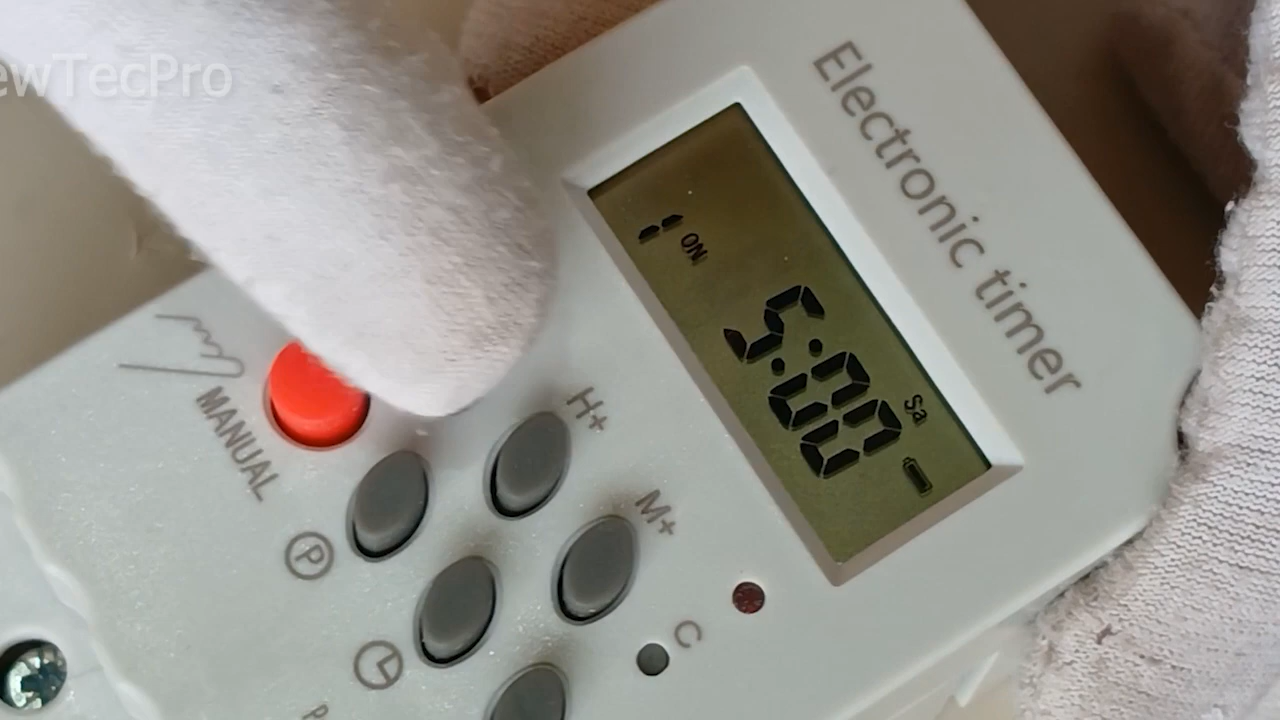 ewTecPro
Electronic timer
1 ON
5:00
Sa
MANUAL
H+
M+
P
C
P